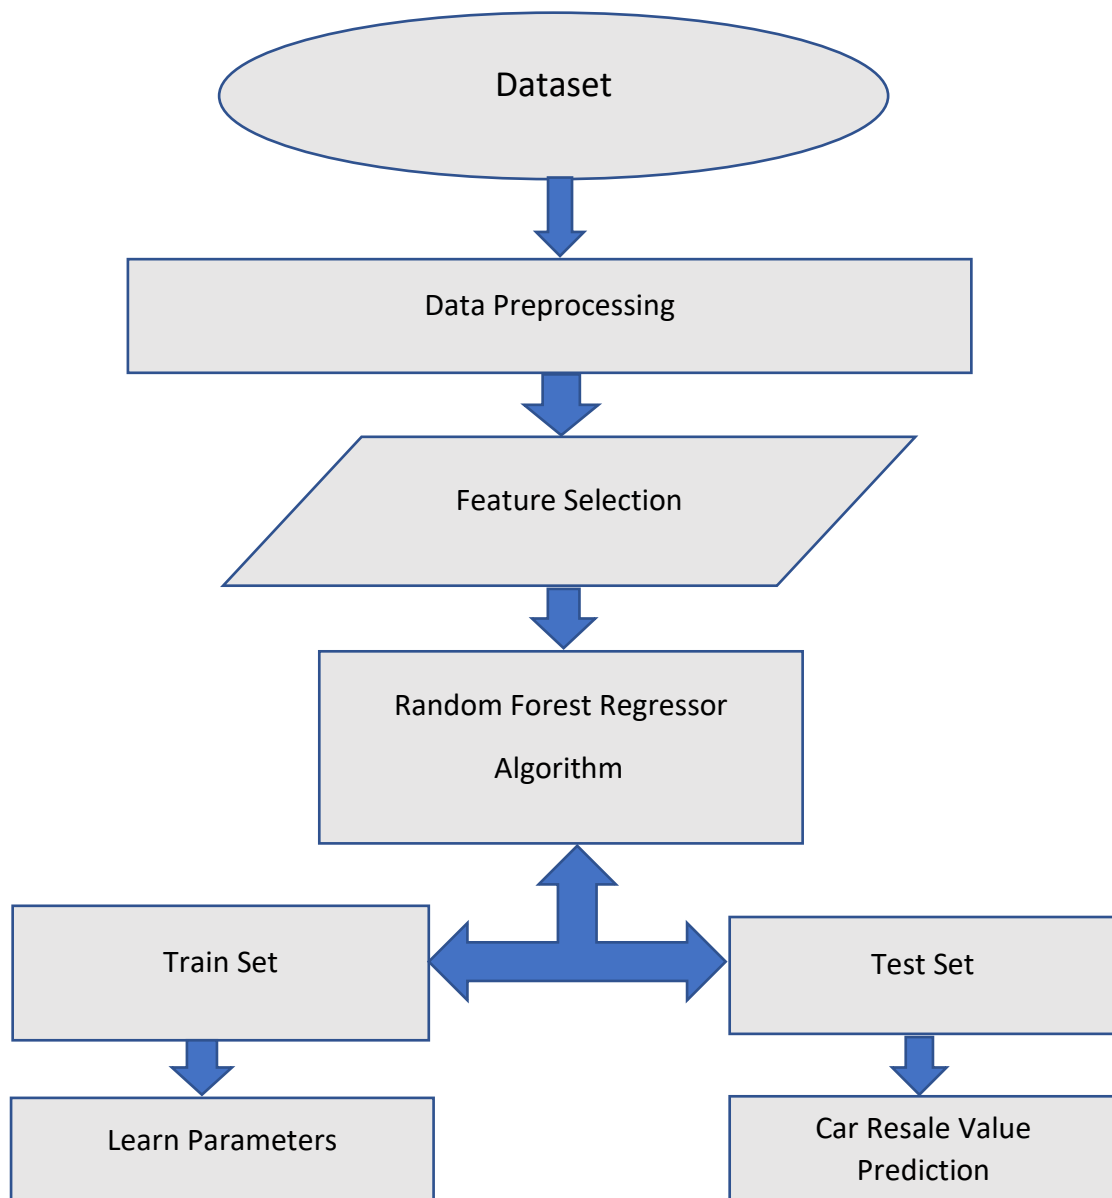 Dataset
Data Preprocessing
Feature Selection
Random Forest Regressor
Algorithm
Train Set
Test Set
Learn Parameters
Car Resale Value
Prediction